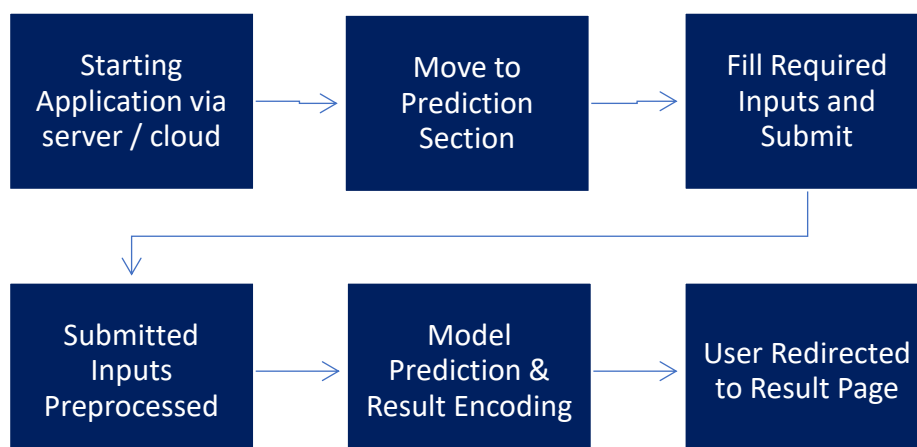 Starting
Application via
server / cloud
Move to
Prediction
Section
Fill Required
Inputs and
Submit
Submitted
Inputs
Preprocessed
Model
Prediction &
Result Encoding
User Redirected
to Result Page